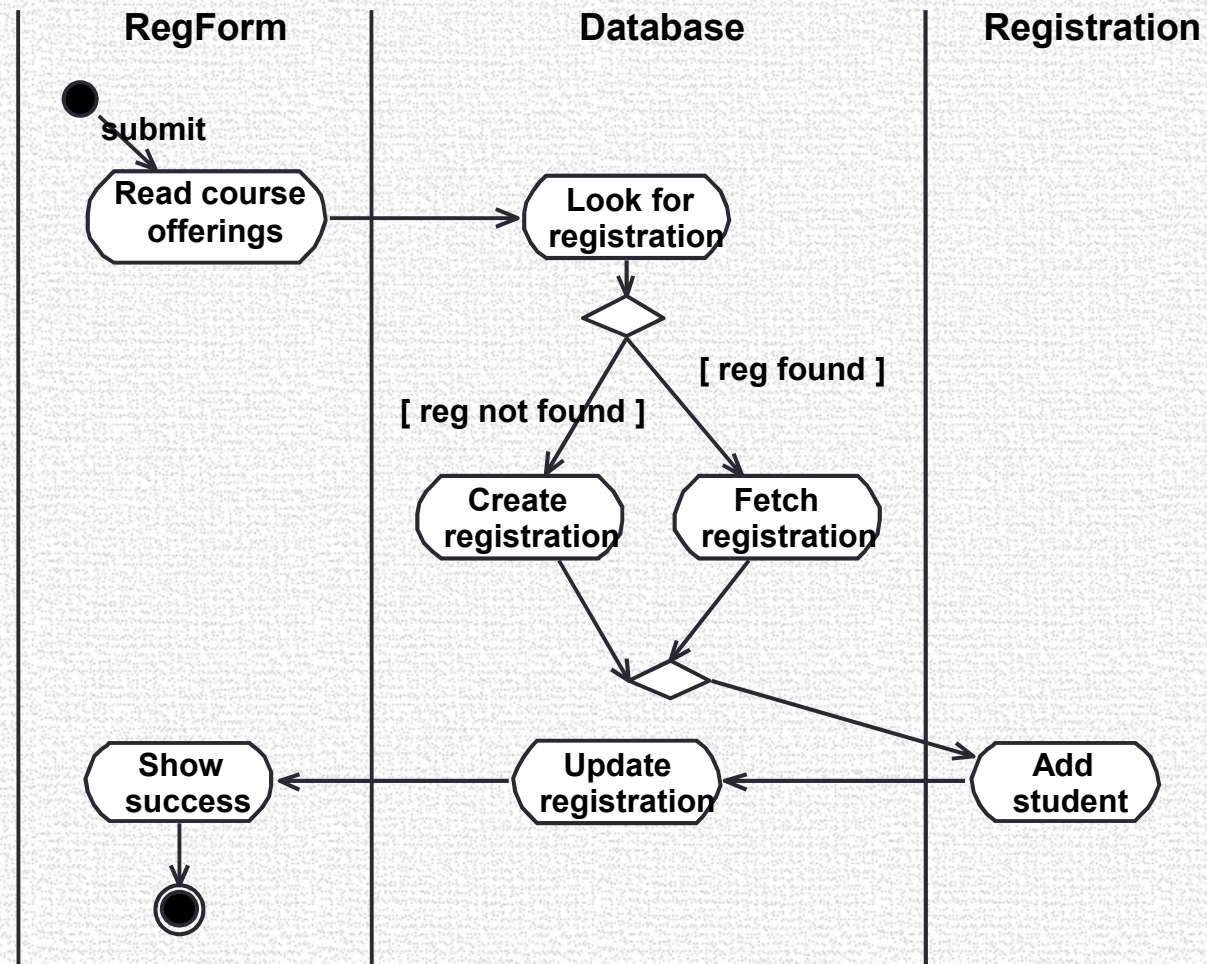 RegForm
Database
Registration
submit
Read course
offerings
Look for
registration
[ reg found ]
[ reg not found ]
Create
registration
Fetch
registration
Show
success
Update
registration
Add
student